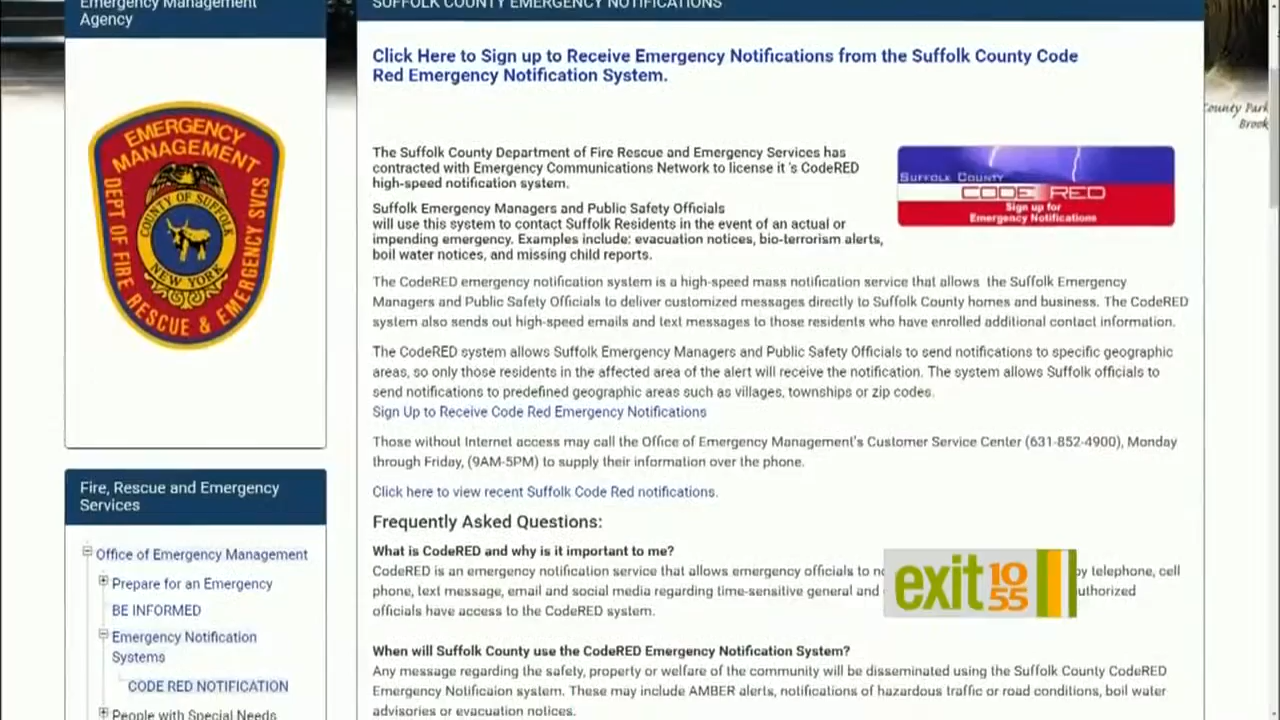 Emergency Management
Agency
EMERGENCY
MANAGEMENT
DEPT OF FIRE
RESCUE & EMERGENCY SVCS
COUNTY OF SUFFOLK
NEW YORK
Fire, Rescue and Emergency
Services
Office of Emergency Management
Prepare for an Emergency
BE INFORMED
Emergency Notification
Systems
CODE RED NOTIFICATION
People with Special Needs
SUFFOLK COUNTY EMERGENCY NOTIFICATIONS
Click Here to Sign up to Receive Emergency Notifications from the Suffolk County Code
Red Emergency Notification System.
The Suffolk County Department of Fire Rescue and Emergency Services has
contracted with Emergency Communications Network to license it 's CodeRED
high-speed notification system.
SUFFOLK COUNTY
CODE RED
Sign up for
Emergency Notifications
Suffolk Emergency Managers and Public Safety Officials
will use this system to contact Suffolk Residents in the event of an actual or
impending emergency. Examples include: evacuation notices, bio-terrorism alerts,
boil water notices, and missing child reports.
The CodeRED emergency notification system is a high-speed mass notification service that allows the Suffolk Emergency
Managers and Public Safety Officials to deliver customized messages directly to Suffolk County homes and business. The CodeRED
system also sends out high-speed emails and text messages to those residents who have enrolled additional contact information.
The CodeRED system allows Suffolk Emergency Managers and Public Safety Officials to send notifications to specific geographic
areas, so only those residents in the affected area of the alert will receive the notification. The system allows Suffolk officials to
send notifications to predefined geographic areas such as villages, townships or zip codes.
Sign Up to Receive Code Red Emergency Notifications
Those without Internet access may call the Office of Emergency Management's Customer Service Center (631-852-4900), Monday
through Friday, (9AM-5PM) to supply their information over the phone.
Click here to view recent Suffolk Code Red notifications.
Frequently Asked Questions:
What is CodeRED and why is it important to me?
CodeRED is an emergency notification service that allows emergency officials to by telephone, cell
phone, text message, email and social media regarding time-sensitive general and
officials have access to the CodeRED system.
exit 10 55
When will Suffolk County use the CodeRED Emergency Notification System?
Any message regarding the safety, property or welfare of the community will be disseminated using the Suffolk County CodeRED
Emergency Notificaion system. These may include AMBER alerts, notifications of hazardous traffic or road conditions, boil water
advisories or evacuation notices.
County Park
Brook